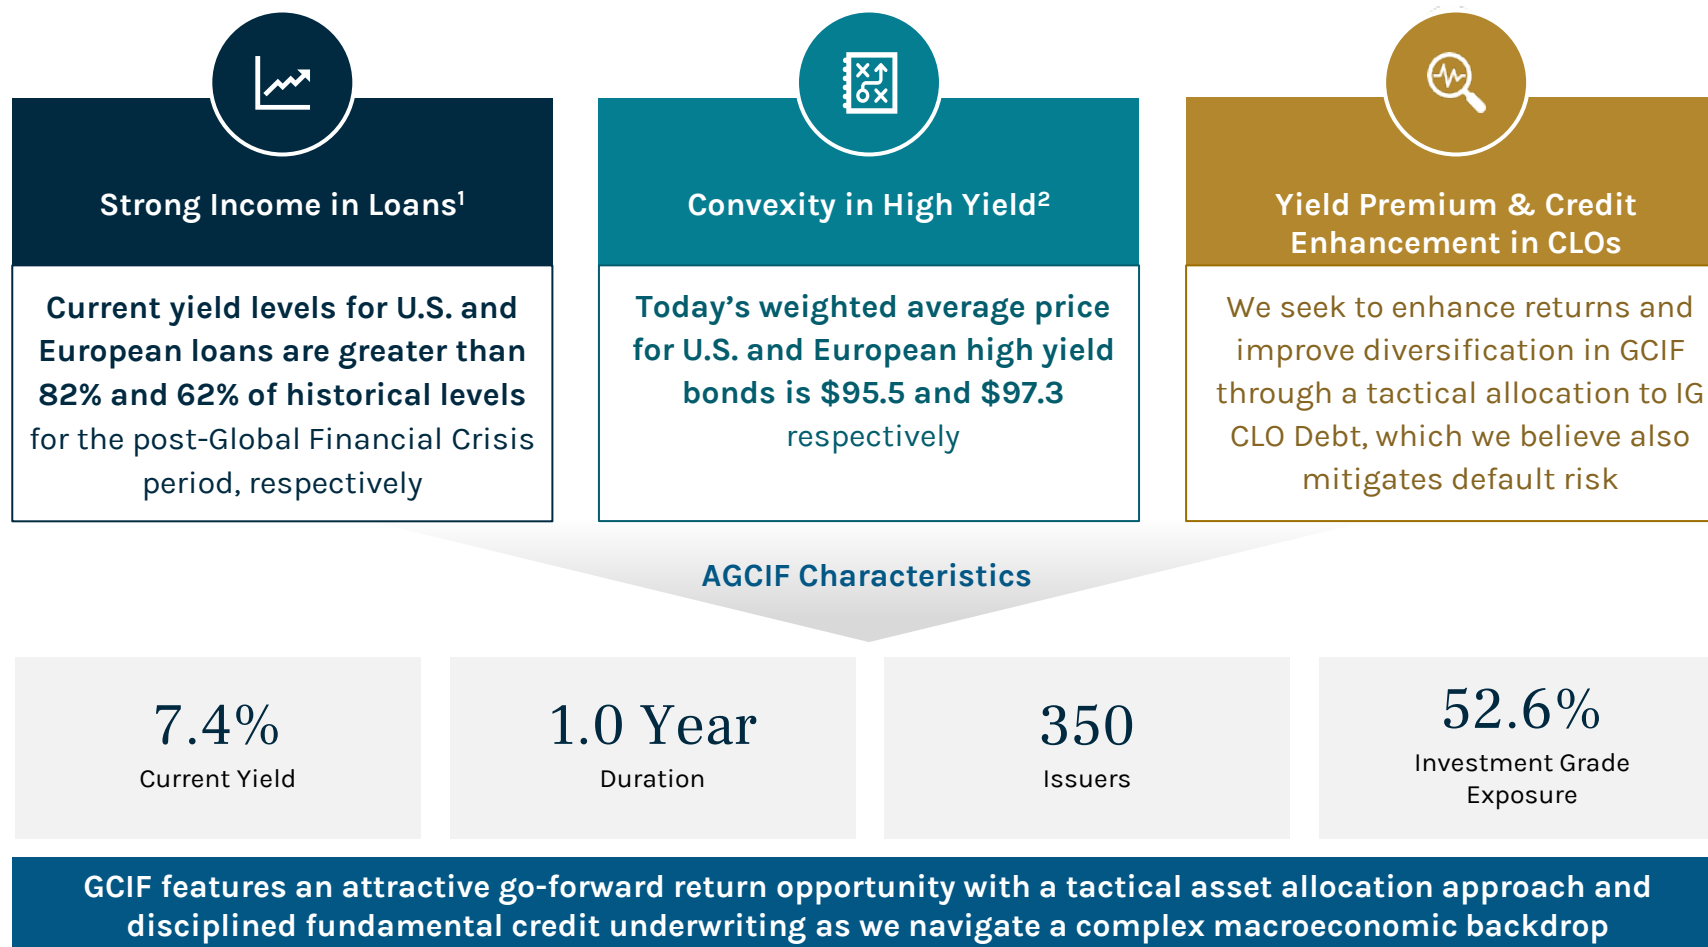 Strong Income in Loans¹
Current yield levels for U.S. and
European loans are greater than
82% and 62% of historical levels
for the post-Global Financial Crisis
period, respectively
Convexity in High Yield²
Today's weighted average price
for U.S. and European high yield
bonds is $95.5 and $97.3
respectively
Yield Premium & Credit
Enhancement in CLOs
We seek to enhance returns and
improve diversification in GCIF
through a tactical allocation to IG
CLO Debt, which we believe also
mitigates default risk
AGCIF Characteristics
7.4%
Current Yield
1.0 Year
Duration
350
Issuers
52.6%
Investment Grade
Exposure
GCIF features an attractive go-forward return opportunity with a tactical asset allocation approach and
disciplined fundamental credit underwriting as we navigate a complex macroeconomic backdrop